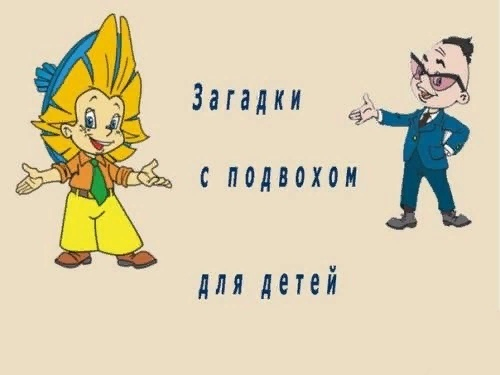 Загадки
с подвохом
для детей